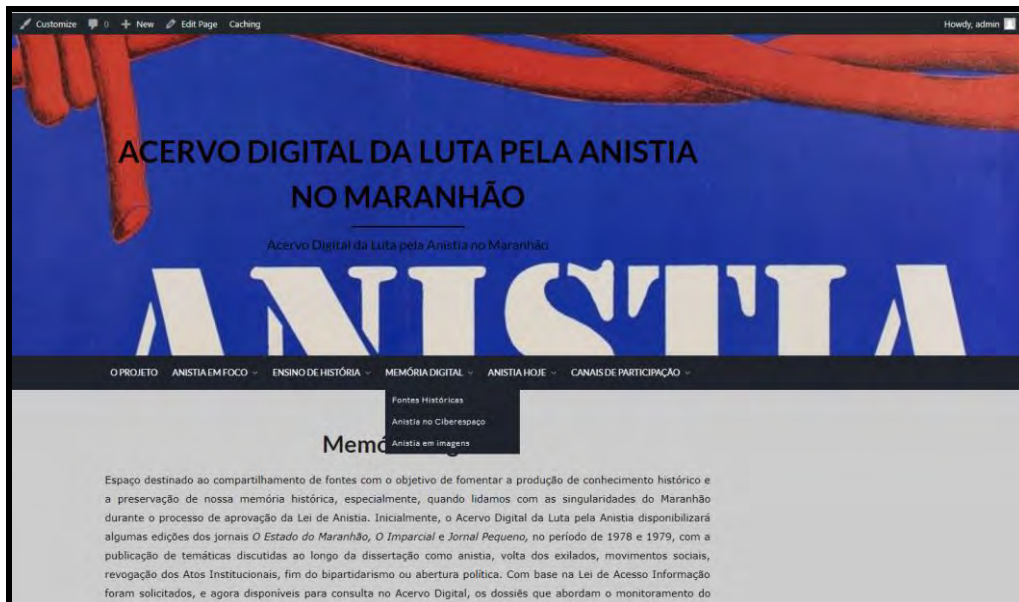 Customize 0 New Edit Page Caching Howdy, admin
ACERVO DIGITAL DA LUTA PELA ANISTIA
NO MARANHÃO
Acervo Digital da Luta pela Anistia no Maranhão
ANISTIA
O PROJETO ANISTIA EM FOCO ENSINO DE HISTÓRIA MEMÓRIA DIGITAL ANISTIA HOJE CANAIS DE PARTICIPAÇÃO
Fontes Históricas
Anistia no Ciberespaço
Anistia em imagens
Espaço destinado ao compartilhamento de fontes com o objetivo de fomentar a produção de conhecimento histórico e
a preservação de nossa memória histórica, especialmente, quando lidamos com as singularidades do Maranhão
durante o processo de aprovação da Lei de Anistia. Inicialmente, o Acervo Digital da Luta pela Anistia disponibilizará
algumas edições dos jornais O Estado do Maranhão, O Imparcial e Jornal Pequeno, no período de 1978 e 1979, com a
publicação de temáticas discutidas ao longo da dissertação como anistia, volta dos exilados, movimentos sociais,
revogação dos Atos Institucionais, fim do bipartidarismo ou abertura política. Com base na Lei de Acesso Informação
foram solicitados, e agora disponíveis para consulta no Acervo Digital, os dossiês que abordam o monitoramento do